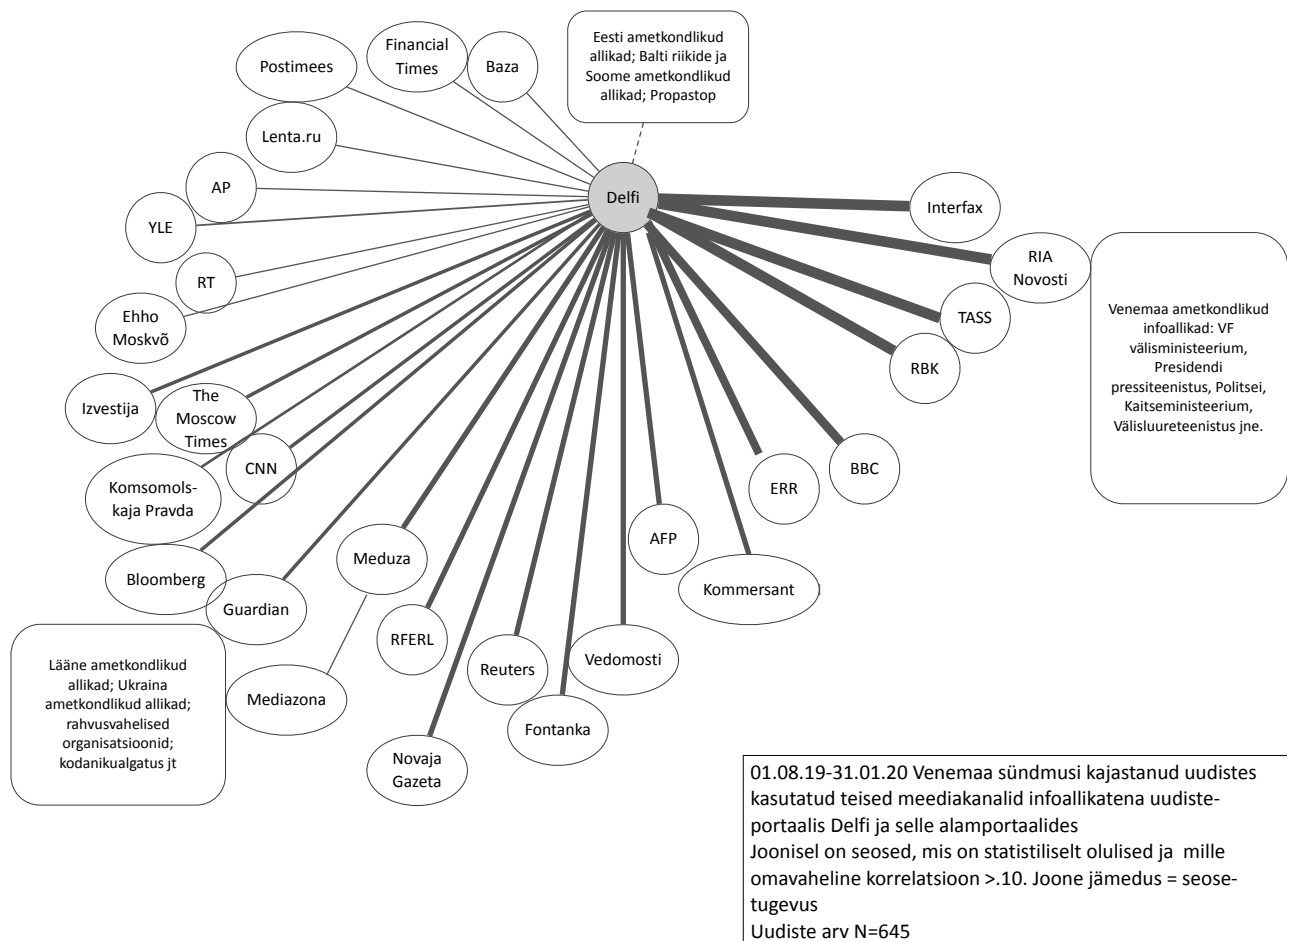 Eesti ametkondlikud
allikad; Balti riikide ja
Soome ametkondlikud
allikad; Propastop
Financial
Times
Baza
Postimees
Lenta.ru
AP
YLE
RT
Ehho
Moskvõ
Delfi
Interfax
RIA
Novosti
TASS
RBK
Venemaa ametkondlikud
infoallikad: VF
välisministeerium,
Presidendi
pressiteenistus, Politsei,
Kaitseministeerium,
Välisluureteenistus jne.
Izvestija
The
Moscow
Times
CNN
Komsomols-
kaja Pravda
Bloomberg
Guardian
Meduza
Mediazona
RFERL
Novaja
Gazeta
Reuters
Fontanka
Vedomosti
AFP
Kommersant
ERR
BBC
Lääne ametkondlikud
allikad; Ukraina
ametkondlikud allikad;
rahvusvahelised
organisatsioonid;
kodanikualgatus jt
01.08.19-31.01.20 Venemaa sündmusi kajastanud uudistes
kasutatud teised meediakanalid infoallikatena uudiste-
portaalis Delfi ja selle alamportaalides
Joonisel on seosed, mis on statistiliselt olulised ja mille
omavaheline korrelatsioon >.10. Joone jämedus = seose-
tugevus
Uudiste arv N=645